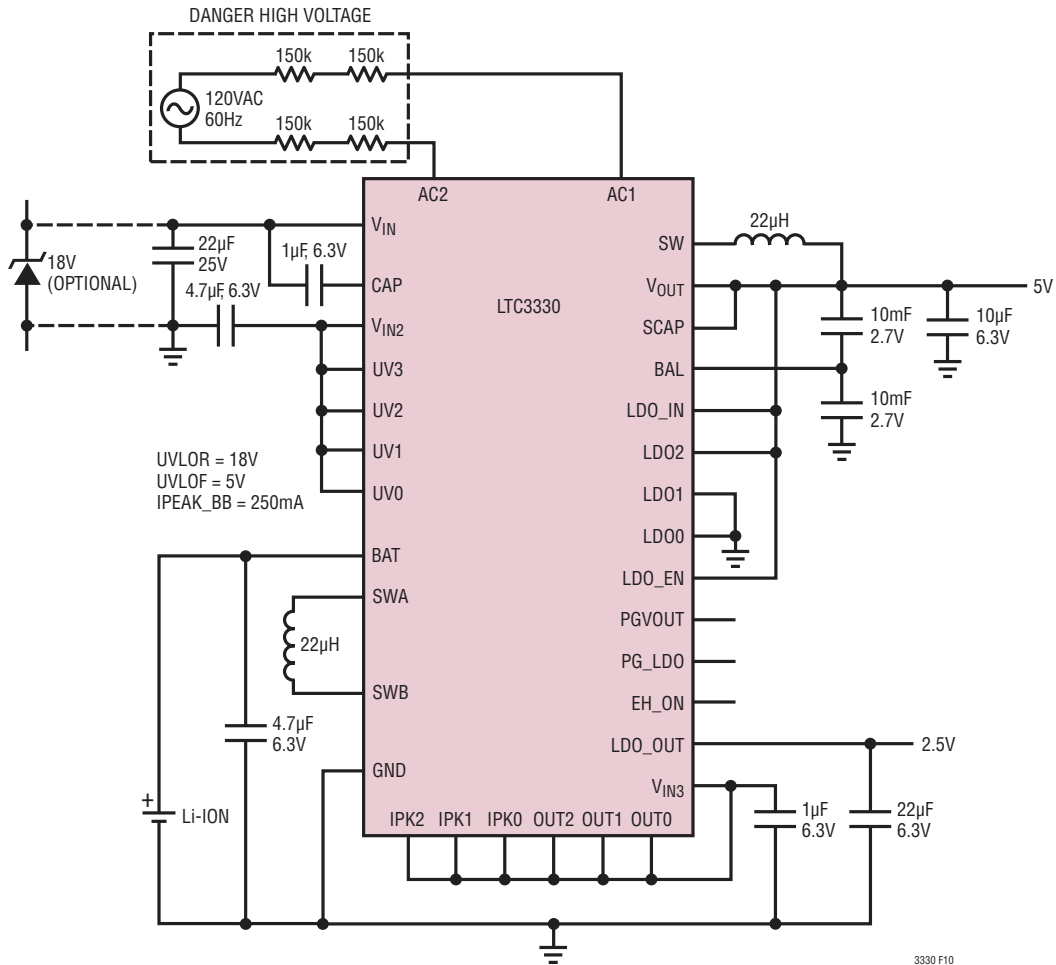 DANGER HIGH VOLTAGE
150k
150k
120VAC
60Hz
150k
150k
AC2
AC1
18V
(OPTIONAL)
22µF
25V
1µF, 6.3V
4.7µF, 6.3V
VIN
CAP
VIN2
UV3
UV2
UV1
UV0
BAT
SWA
SWB
GND
LTC3330
SW
VOUT
SCAP
BAL
LDO_IN
LDO2
LDO1
LDO0
LDO_EN
PGVOUT
PG_LDO
EH_ON
LDO_OUT
VIN3
IPK2 IPK1 IPK0 OUT2 OUT1 OUT0
22µH
5V
10mF
2.7V
10µF
6.3V
10mF
2.7V
UVLOR = 18V
UVLOF = 5V
IPEAK_BB = 250mA
22µH
4.7µF
6.3V
+
Li-ION
2.5V
1µF
6.3V
22µF
6.3V
3330 F10